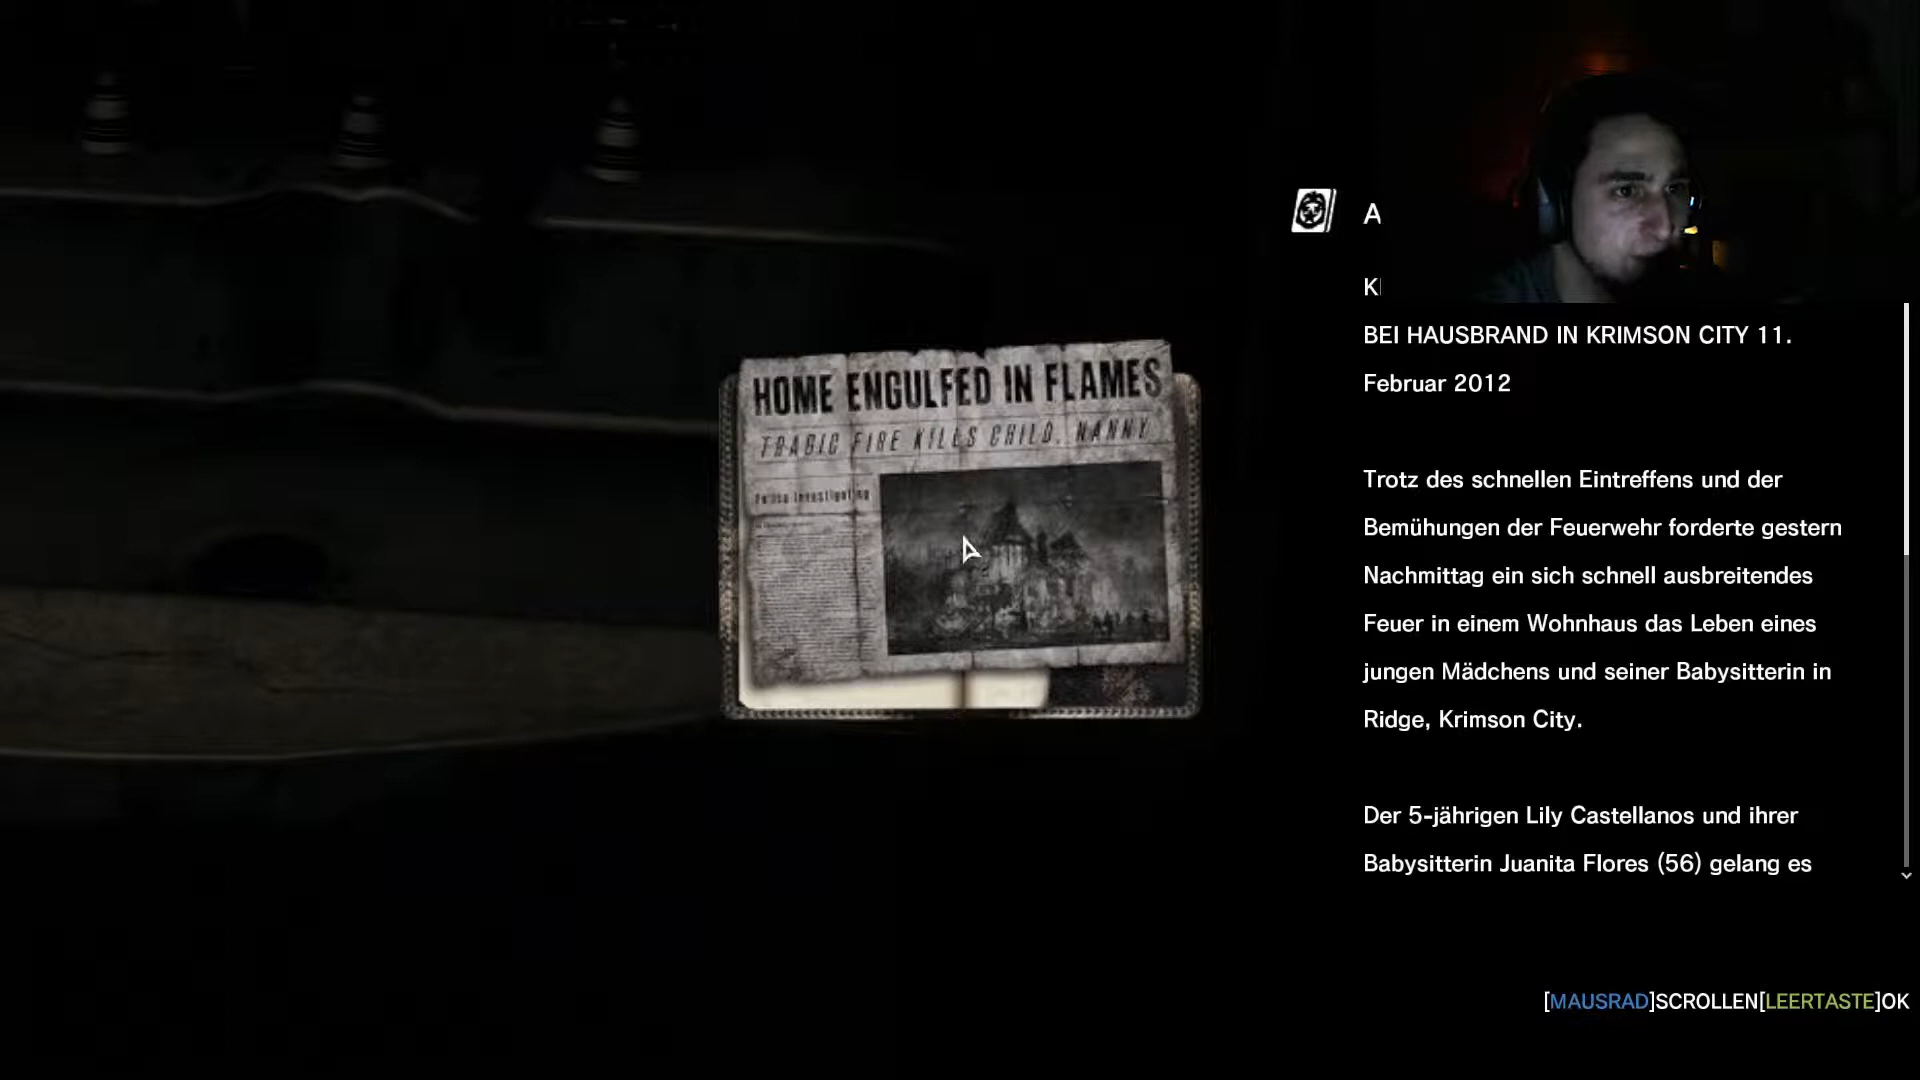 HOME ENGULFED IN FLAMES
TRAGIC FIRE KILLS CHILD, NANNY
Police Investigating
A
K
BEI HAUSBRAND IN KRIMSON CITY 11.
Februar 2012
Trotz des schnellen Eintreffens und der
Bemühungen der Feuerwehr forderte gestern
Nachmittag ein sich schnell ausbreitendes
Feuer in einem Wohnhaus das Leben eines
jungen Mädchens und seiner Babysitterin in
Ridge, Krimson City.
Der 5-jährigen Lily Castellanos und ihrer
Babysitterin Juanita Flores (56) gelang es
[MAUSRAD]SCROLLEN[LEERTASTE]OK